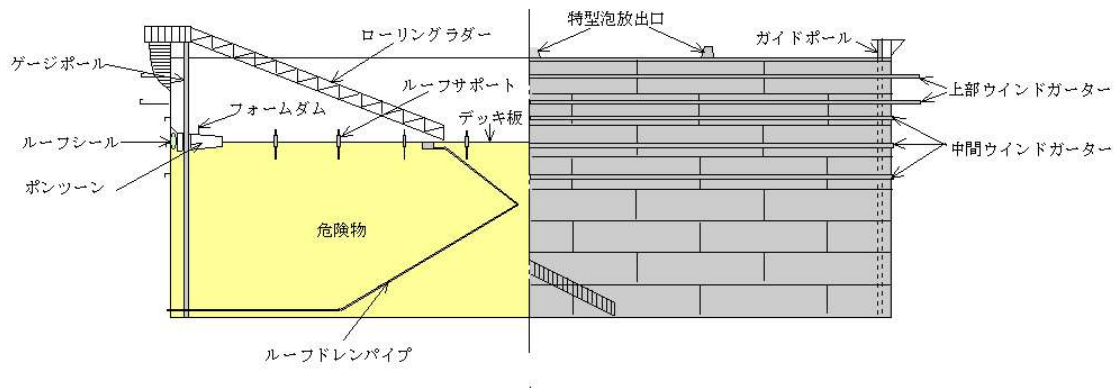 特型泡放出口
ローリングラダー
ガイドポール
ゲージポール
ルーフサポート
上部ウインドガーター
フォームダム
デッキ板
ルーフシール
中間ウインドガーター
ポンツーン
危険物
ルーフドレンパイプ